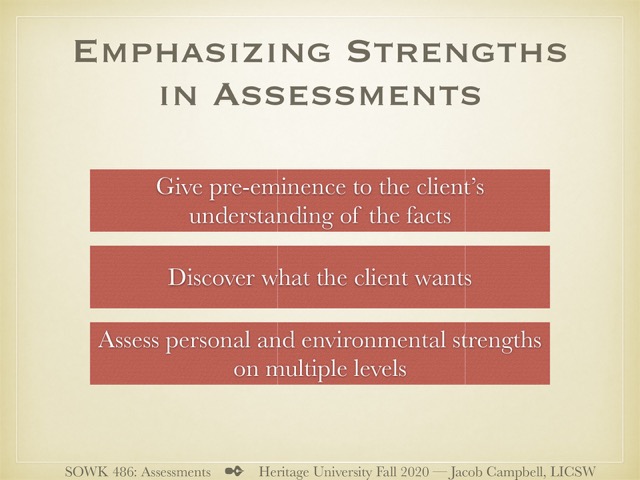 Emphasizing Strengths
in Assessments
Give pre-eminence to the client’s
understanding of the facts
Discover what the client wants
Assess personal and environmental strengths
on multiple levels
SOWK 486: Assessments ✒ Heritage University Fall 2020 — Jacob Campbell, LICSW